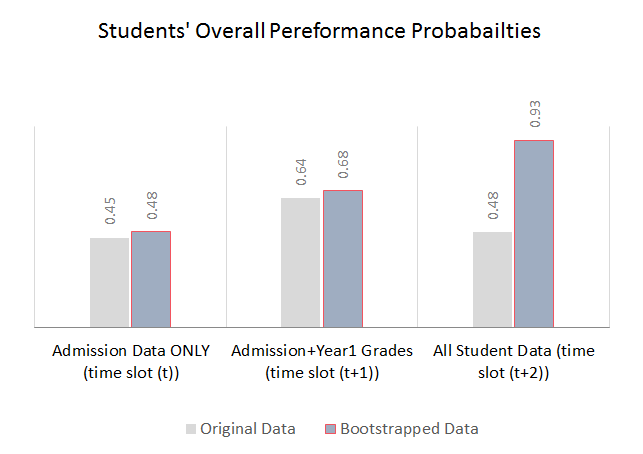 Students' Overall Pereformance Probabailties
0.45
0.48
0.64
0.68
0.48
0.93
Admission Data ONLY
(time slot (t))
Admission+Year1 Grades
(time slot (t+1))
All Student Data (time
slot (t+2))
Original Data
Bootstrapped Data